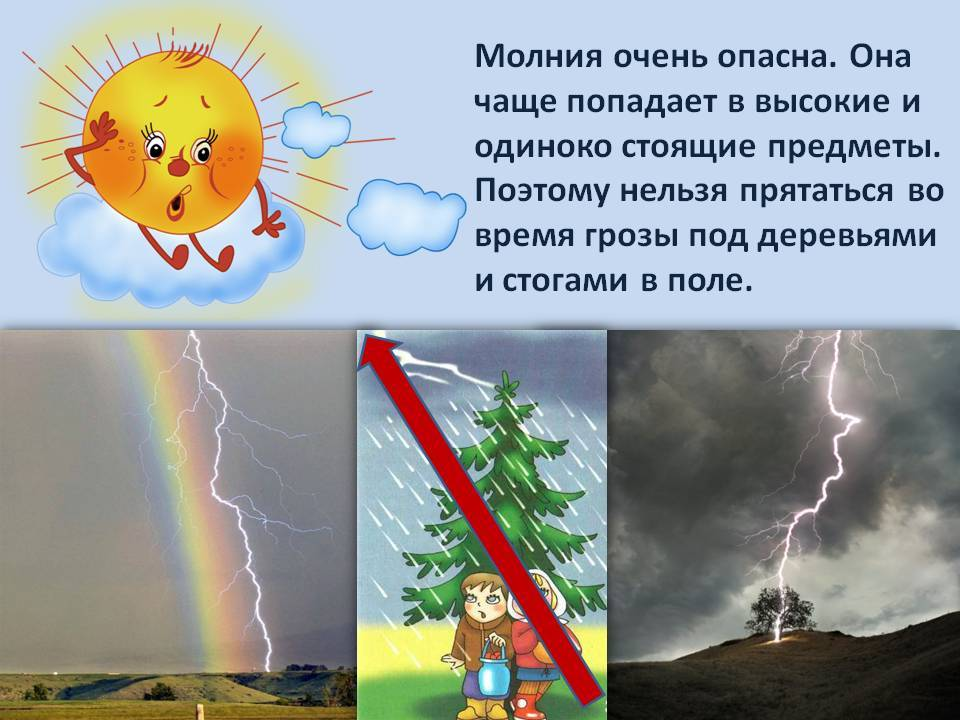 Молния очень опасна. Она
чаще попадает в высокие и
одиноко стоящие предметы.
Поэтому нельзя прятаться во
время грозы под деревьями
и стогами в поле.